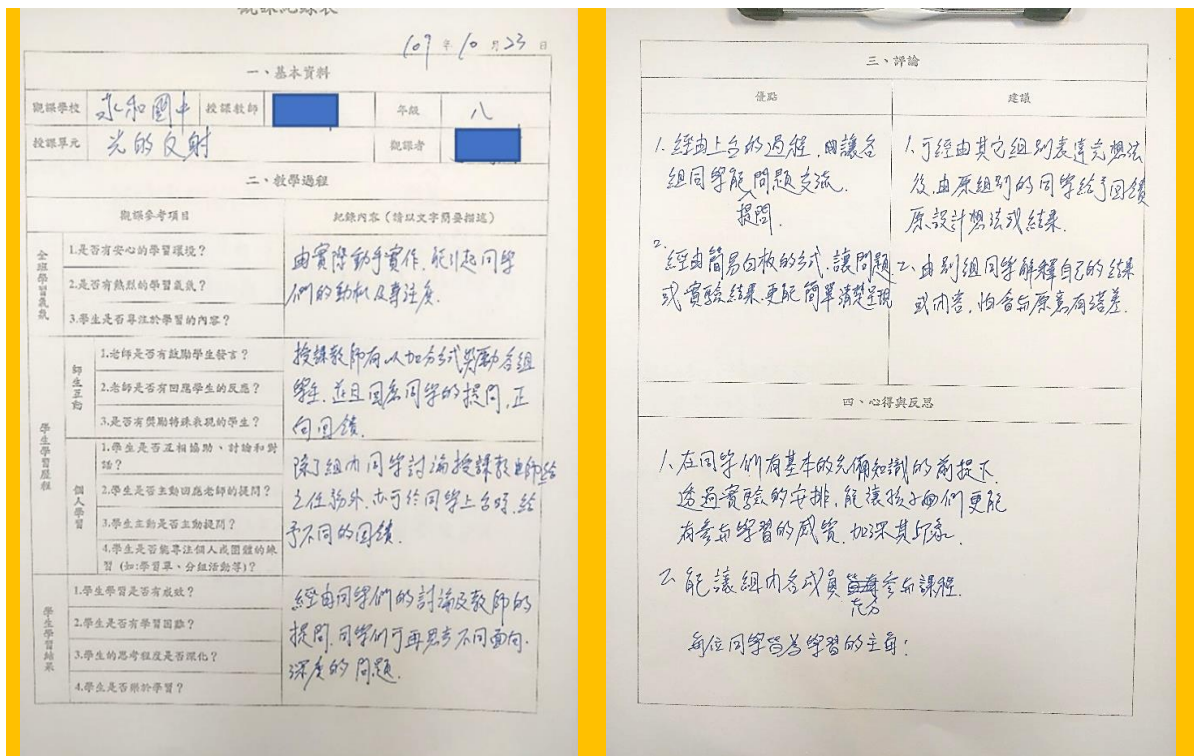 觀課紀錄表
107 年 10 月 23 日
一、基本資料
觀課學校 永和國中 授課教師 年級 八
授課單元 光的反射 觀課者
二、教學過程
觀課參考項目 紀錄內容（請以文字簡要描述）
全班學習氣氛
1.是否有安心的學習環境？
2.是否有熱烈的學習氣氛？
3.學生是否專注於學習的內容？
由實際動手實作，能引起同學
們的動機及專注度.
學生學習歷程
師生互動
1.老師是否有鼓勵學生發言？
2.老師是否有回應學生的反應？
3.是否有獎勵特殊表現的學生？
授課教師有以加分方式獎勵各組
學生，並且回應同學的提問，正
向回饋.
個人學習
1.學生是否互相協助、討論和對
話？
2.學生是否主動回應老師的提問？
3.學生主動是否主動提問？
4.學生是否能專注個人或團體的練
習（如:學習單、分組活動等）？
除了組內同學討論授課教師給
之任務外，亦可於同學上台時，給
予不同的回饋.
學生學習結果
1.學生學習是否有成效？
2.學生是否有學習困難？
3.學生的思考程度是否深化？
4.學生是否樂於學習？
經由同學們的討論及教師的
提問，同學們可再思考不同面向.
深度的問題.
三、評論
優點 建議
1. 經由上台的過程，讓各
組同學能提問問題交流.
2. 經由簡易白板的方式，讓問題
或實驗結果更能簡單清楚呈現
1. 可經由其它組別表達完想法
後，由原組別的同學給予回饋
原設計想法或結果.
2. 由別組同學解釋自己的結果
或內容，怕會與原意有落差.
四、心得與反思
1. 在同學們有基本的先備知識的前提下
透過實驗的安排，能讓孩子們更能
有參與學習的感覺，加深其印象.
2. 能讓組內各成員充分參與課程.
每位同學皆為學習的主角！